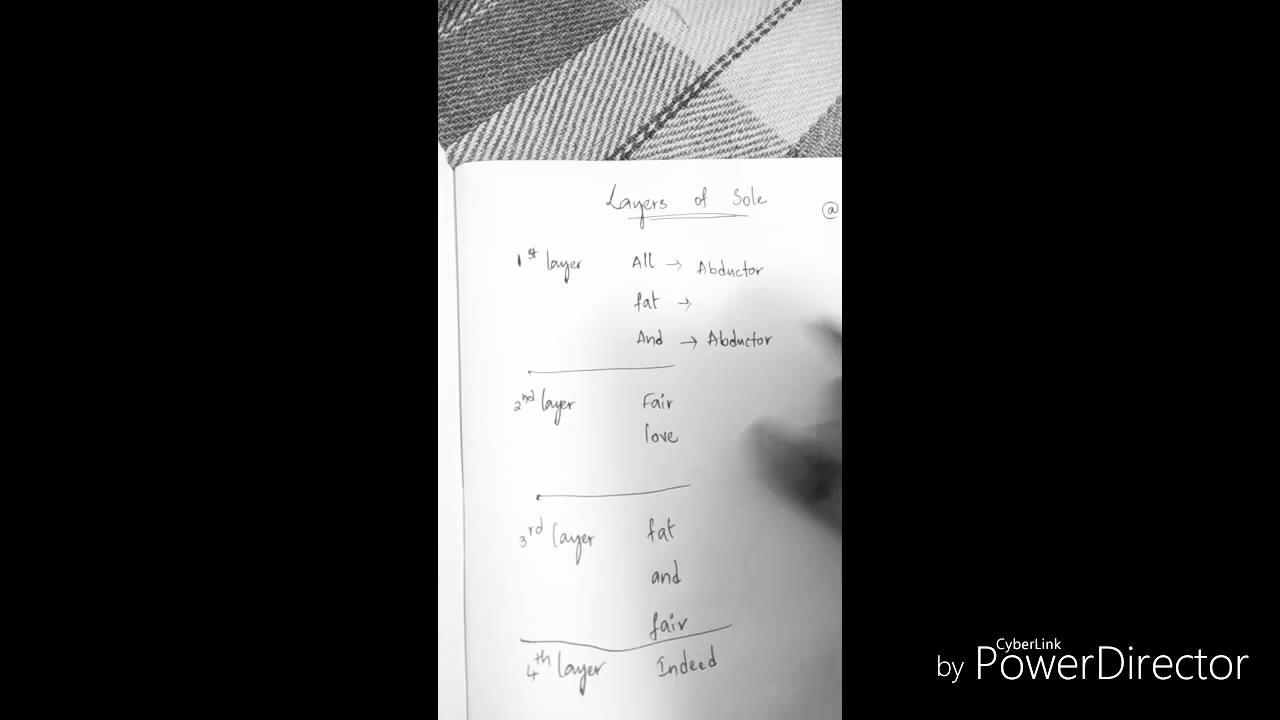 Layers of Sole
@
1st layer All → Abductor
fat →
And → Abductor
2nd layer Fair
love
3rd layer fat
and
fair
4th layer Indeed
CyberLink
by PowerDirector